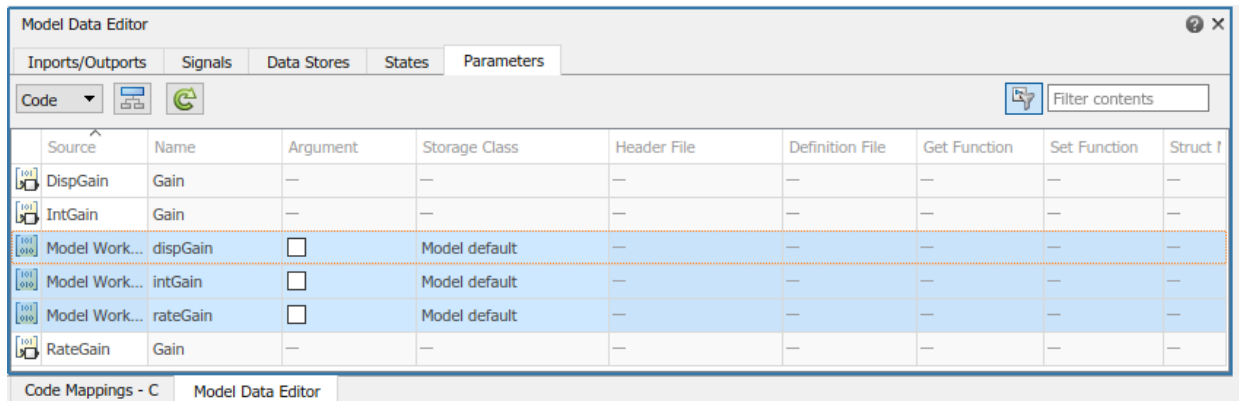 Model Data Editor
Inports/Outports Signals Data Stores States Parameters
Code Filter contents
Source Name Argument Storage Class Header File Definition File Get Function Set Function Struct
DispGain Gain — — — — — — —
IntGain Gain — — — — — — —
Model Work... dispGain Model default — — — — —
Model Work... intGain Model default — — — — —
Model Work... rateGain Model default — — — — —
RateGain Gain — — — — — — —
Code Mappings - C Model Data Editor